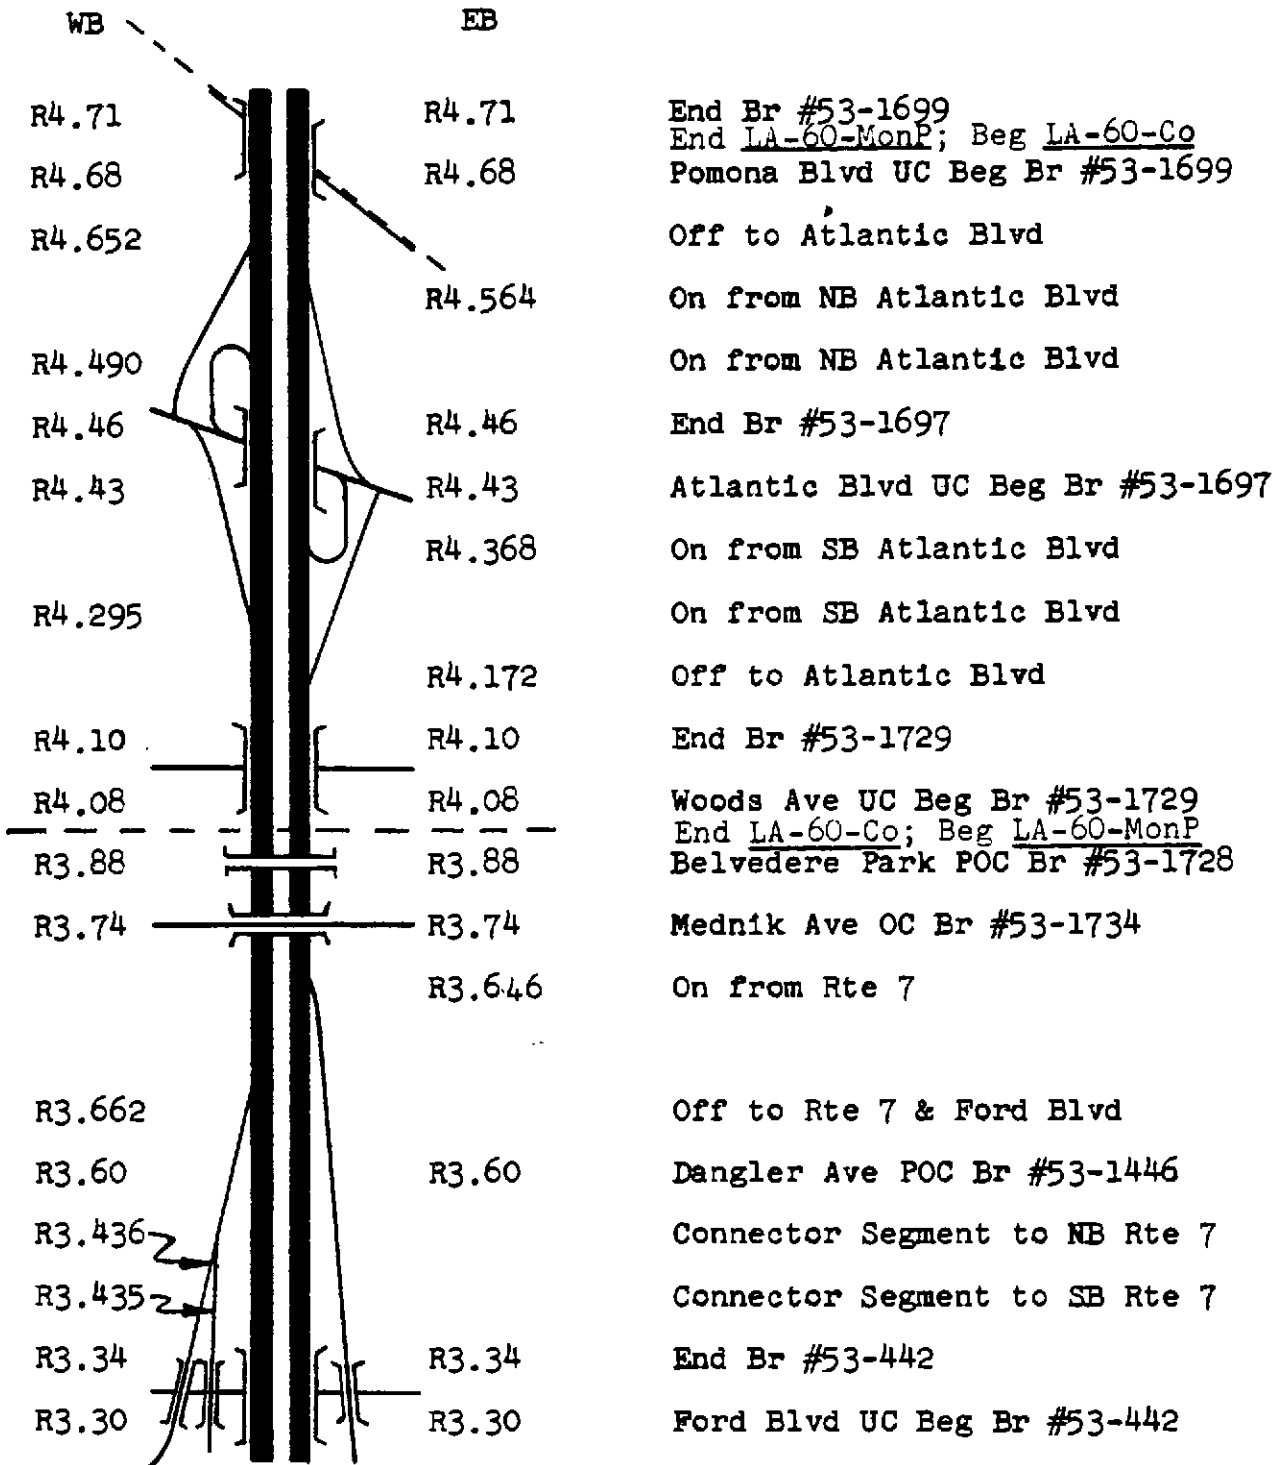 WB EB
R4.71 R4.71 End Br #53-1699
End LA-60-MonP; Beg LA-60-Co
R4.68 R4.68 Pomona Blvd UC Beg Br #53-1699
R4.652 Off to Atlantic Blvd
R4.564 On from NB Atlantic Blvd
R4.490 On from NB Atlantic Blvd
R4.46 R4.46 End Br #53-1697
R4.43 R4.43 Atlantic Blvd UC Beg Br #53-1697
R4.368 On from SB Atlantic Blvd
R4.295 On from SB Atlantic Blvd
R4.172 Off to Atlantic Blvd
R4.10 R4.10 End Br #53-1729
R4.08 R4.08 Woods Ave UC Beg Br #53-1729
End LA-60-Co; Beg LA-60-MonP
R3.88 R3.88 Belvedere Park POC Br #53-1728
R3.74 R3.74 Mednik Ave OC Br #53-1734
R3.646 On from Rte 7
R3.662 Off to Rte 7 & Ford Blvd
R3.60 R3.60 Dangler Ave POC Br #53-1446
R3.436 Connector Segment to NB Rte 7
R3.435 Connector Segment to SB Rte 7
R3.34 R3.34 End Br #53-442
R3.30 R3.30 Ford Blvd UC Beg Br #53-442